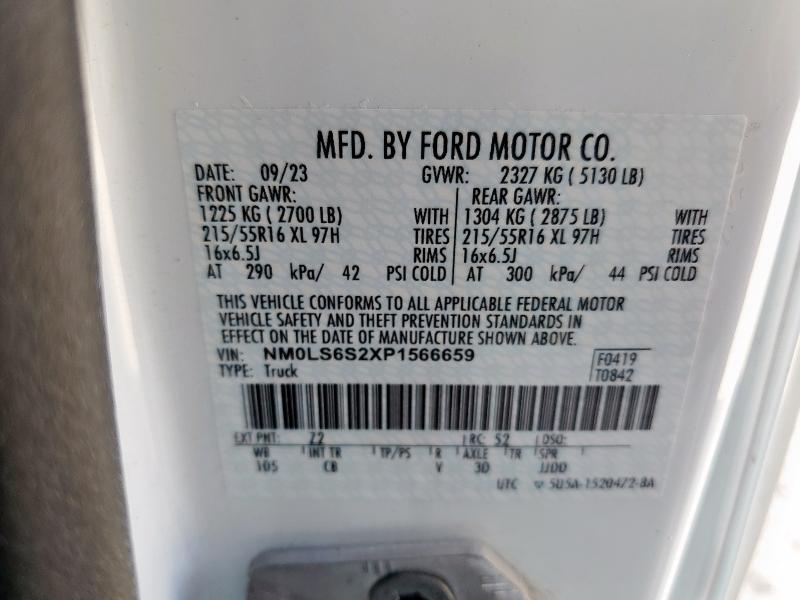 MFD. BY FORD MOTOR CO.
DATE: 09/23 GVWR: 2327 KG ( 5130 LB)
FRONT GAWR: REAR GAWR:
1225 KG ( 2700 LB) WITH 1304 KG ( 2875 LB) WITH
215/55R16 XL 97H TIRES 215/55R16 XL 97H TIRES
16x6.5J RIMS 16x6.5J RIMS
AT 290 kPa/ 42 PSI COLD AT 300 kPa/ 44 PSI COLD
THIS VEHICLE CONFORMS TO ALL APPLICABLE FEDERAL MOTOR
VEHICLE SAFETY AND THEFT PREVENTION STANDARDS IN
EFFECT ON THE DATE OF MANUFACTURE SHOWN ABOVE.
VIN: NM0LS6S2XP1566659 F0419
TYPE: Truck T0842
EXT PNT: Z2 RC: 52 DSO:
WB INT TR TP/PS R AXLE TR SPR
105 CB V 30 JJDD
UTC